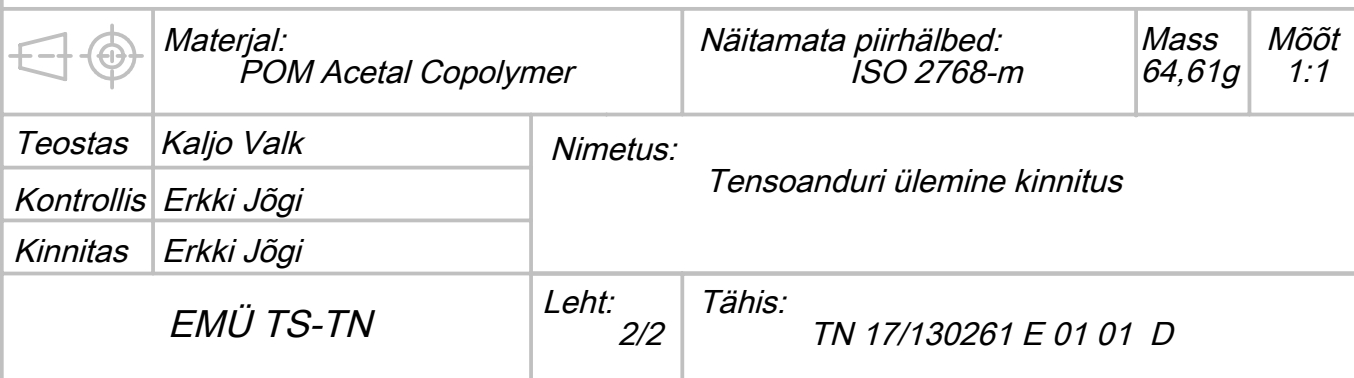 Materjal:
POM Acetal Copolymer
Näitamata piirhälbed:
ISO 2768-m
Mass
64,61g
Mõõt
1:1
Teostas
Kaljo Valk
Kontrollis
Erkki Jõgi
Kinnitas
Erkki Jõgi
Nimetus:
Tensoanduri ülemine kinnitus
EMÜ TS-TN
Leht:
2/2
Tähis:
TN 17/130261 E 01 01 D